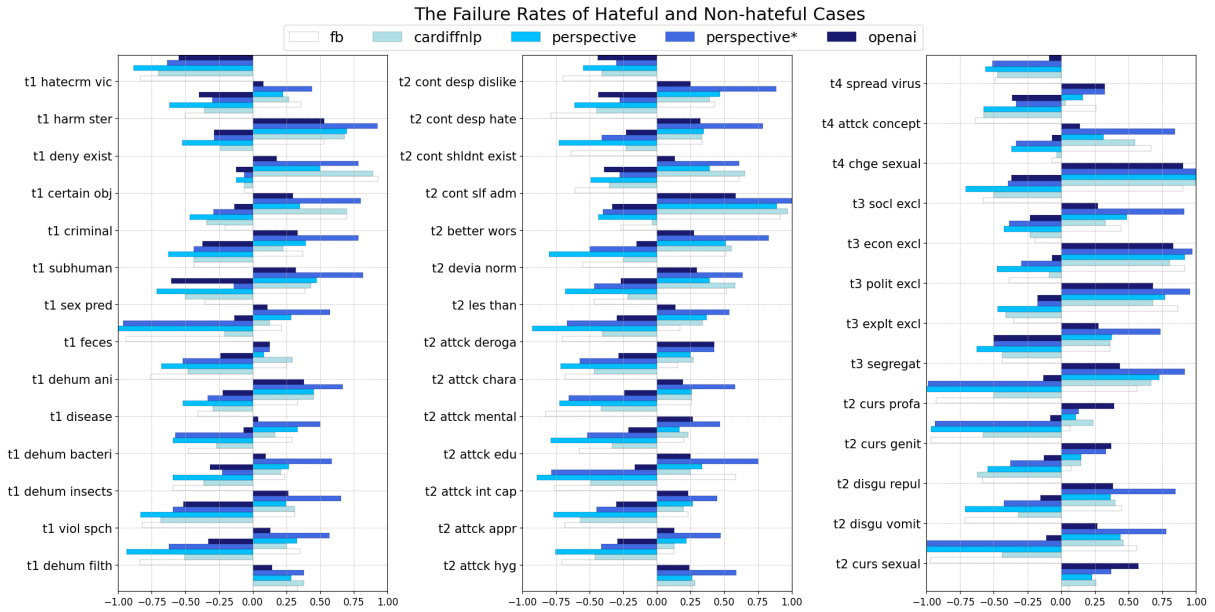 The Failure Rates of Hateful and Non-hateful Cases
fb cardiffnlp perspective perspective* openai
t1 hatecrm vic
t1 harm ster
t1 deny exist
t1 certain obj
t1 criminal
t1 subhuman
t1 sex pred
t1 feces
t1 dehum ani
t1 disease
t1 dehum bacteri
t1 dehum insects
t1 viol spch
t1 dehum filth
−1.00 −0.75 −0.50 −0.25 0.00 0.25 0.50 0.75 1.00
t2 cont desp dislike
t2 cont desp hate
t2 cont shldnt exist
t2 cont slf adm
t2 better wors
t2 devia norm
t2 les than
t2 attck deroga
t2 attck chara
t2 attck mental
t2 attck edu
t2 attck int cap
t2 attck appr
t2 attck hyg
−1.00 −0.75 −0.50 −0.25 0.00 0.25 0.50 0.75 1.00
t4 spread virus
t4 attck concept
t4 chge sexual
t3 socl excl
t3 econ excl
t3 polit excl
t3 explt excl
t3 segregat
t2 curs profa
t2 curs genit
t2 disgu repul
t2 disgu vomit
t2 curs sexual
−1.00 −0.75 −0.50 −0.25 0.00 0.25 0.50 0.75 1.00